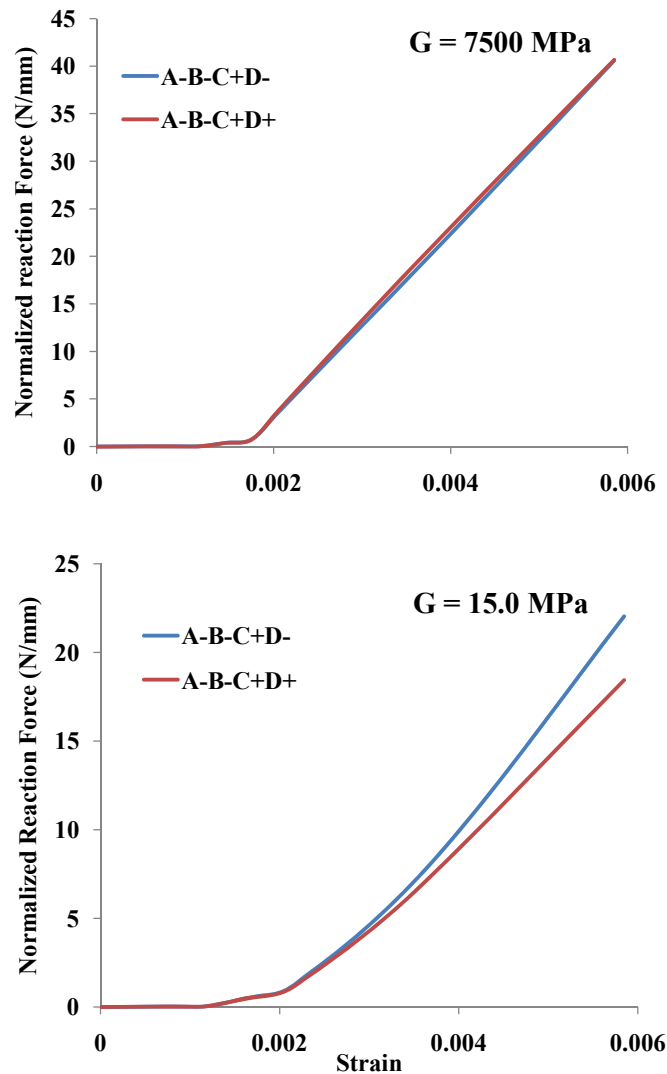 45
G = 7500 MPa
40
A-B-C+D-
35
A-B-C+D+
30
25
20
15
10
5
0
Normalized reaction Force (N/mm)
0 0.002 0.004 0.006
25
G = 15.0 MPa
A-B-C+D-
20
A-B-C+D+
15
10
5
0
Normalized Reaction Force (N/mm)
0 0.002 0.004 0.006
Strain